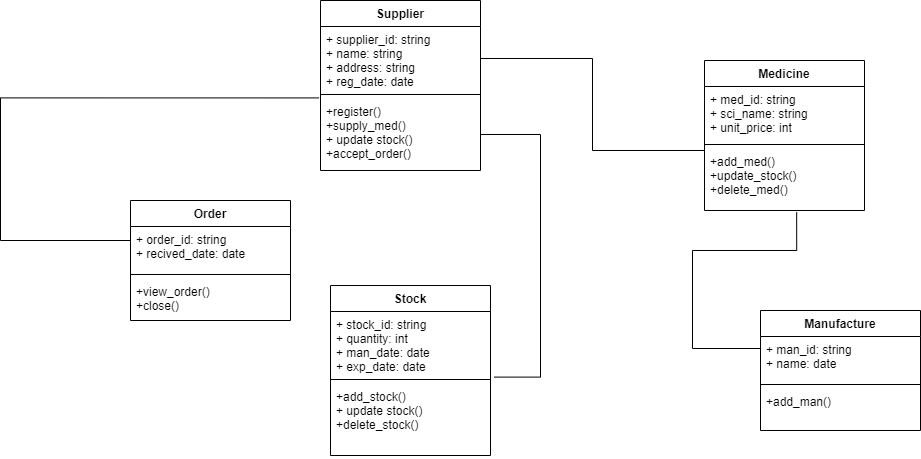 Supplier
+ supplier_id: string
+ name: string
+ address: string
+ reg_date: date
+register()
+supply_med()
+ update stock()
+accept_order()
Medicine
+ med_id: string
+ sci_name: string
+ unit_price: int
+add_med()
+update_stock()
+delete_med()
Order
+ order_id: string
+ recived_date: date
+view_order()
+close()
Stock
+ stock_id: string
+ quantity: int
+ man_date: date
+ exp_date: date
+add_stock()
+ update stock()
+delete_stock()
Manufacture
+ man_id: string
+ name: date
+add_man()